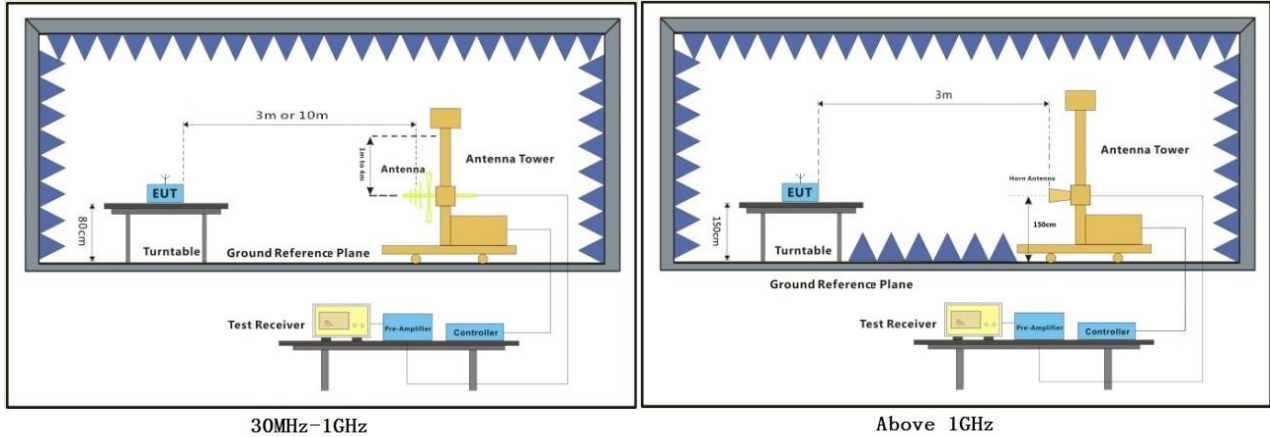 3m or 10m
1m to 4m
Antenna
Antenna Tower
EUT
80cm
Turntable
Ground Reference Plane
Test Receiver
Pre-Amplifier
Controller
30MHz-1GHz
3m
Antenna Tower
Horn Antenna
EUT
150cm
150cm
Turntable
Ground Reference Plane
Test Receiver
Pre-Amplifier
Controller
Above 1GHz